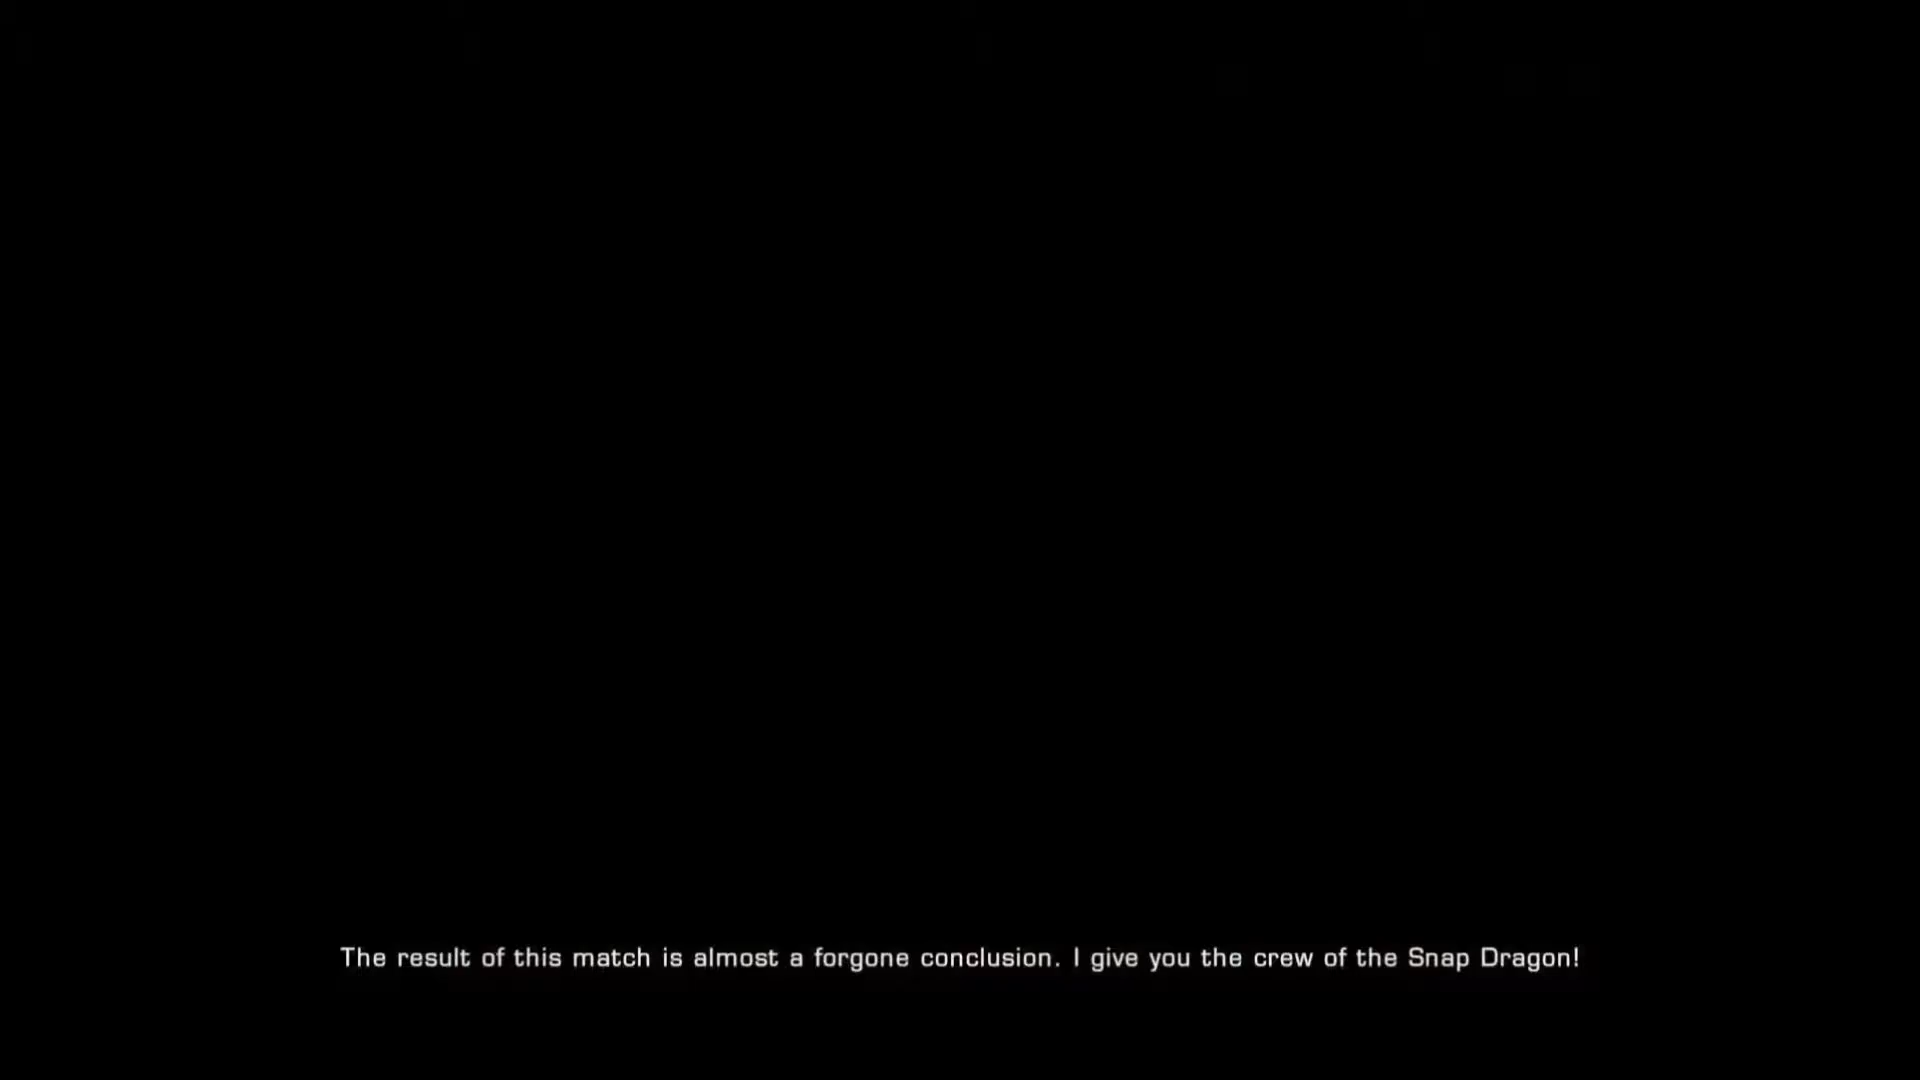 The result of this match is almost a forgone conclusion. I give you the crew of the Snap Dragon!